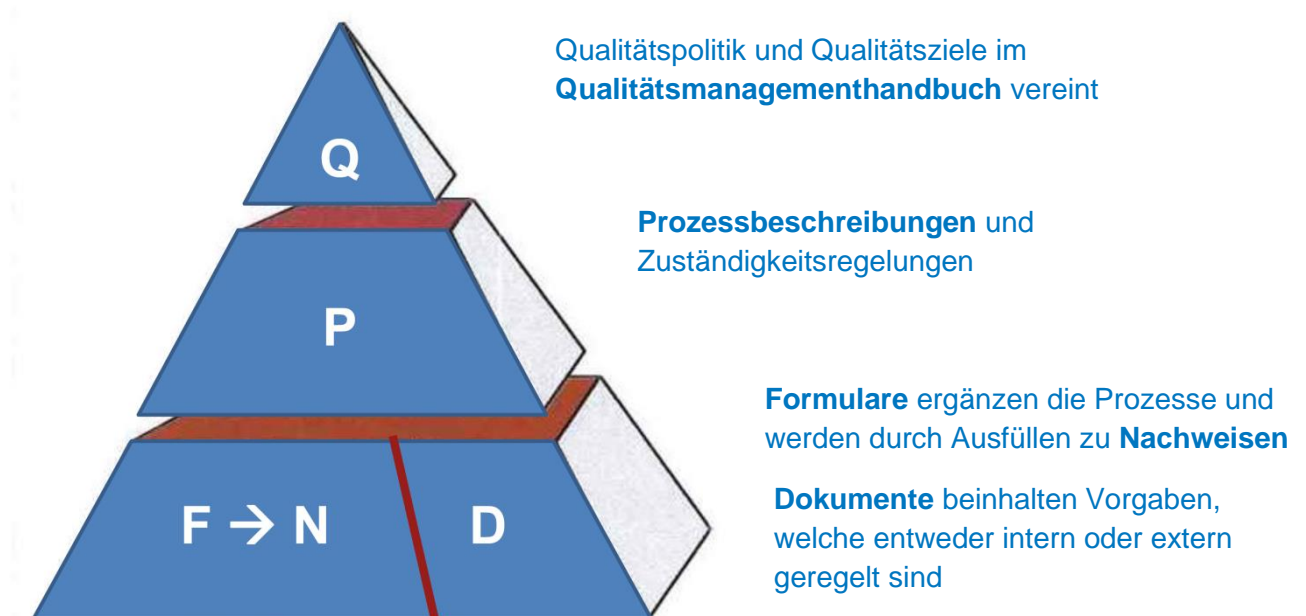 Qualitätspolitik und Qualitätsziele im
Qualitätsmanagementhandbuch vereint
Q
Prozessbeschreibungen und
Zuständigkeitsregelungen
P
Formulare ergänzen die Prozesse und
werden durch Ausfüllen zu Nachweisen
F → N
D
Dokumente beinhalten Vorgaben,
welche entweder intern oder extern
geregelt sind